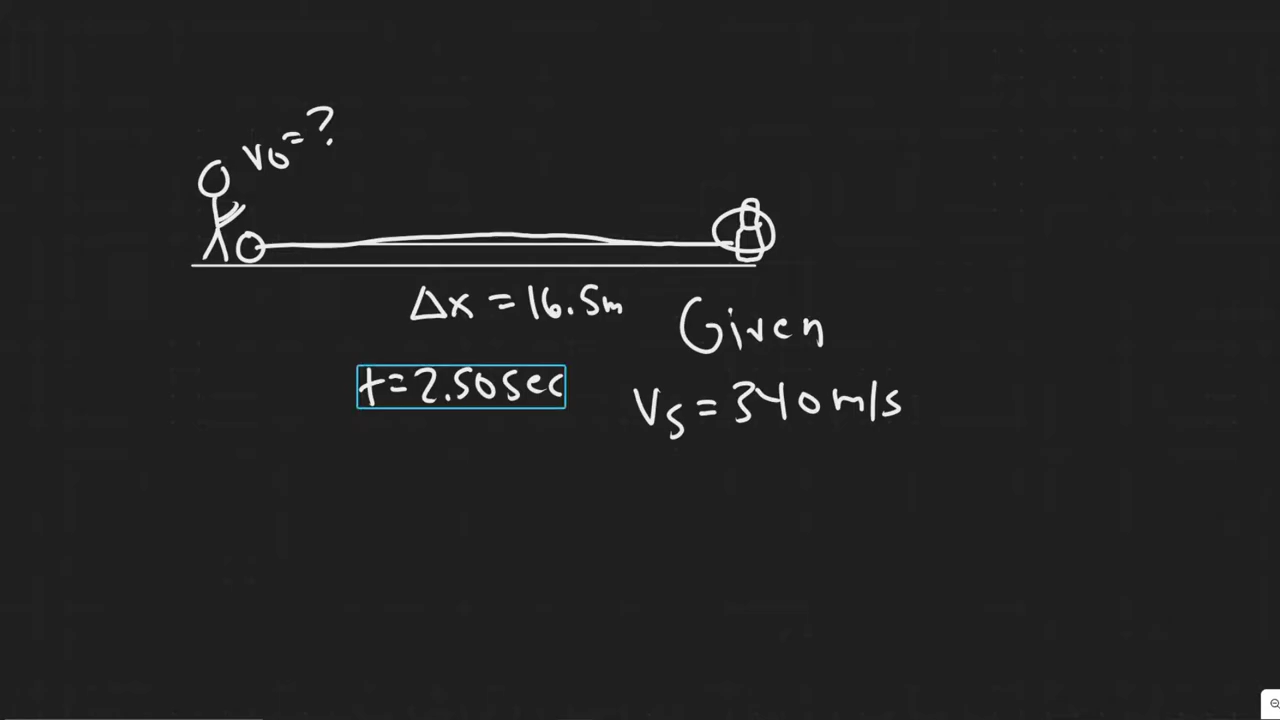 v0=?
Δx = 16.5m
Given
t=2.50sec
Vs = 340m/s